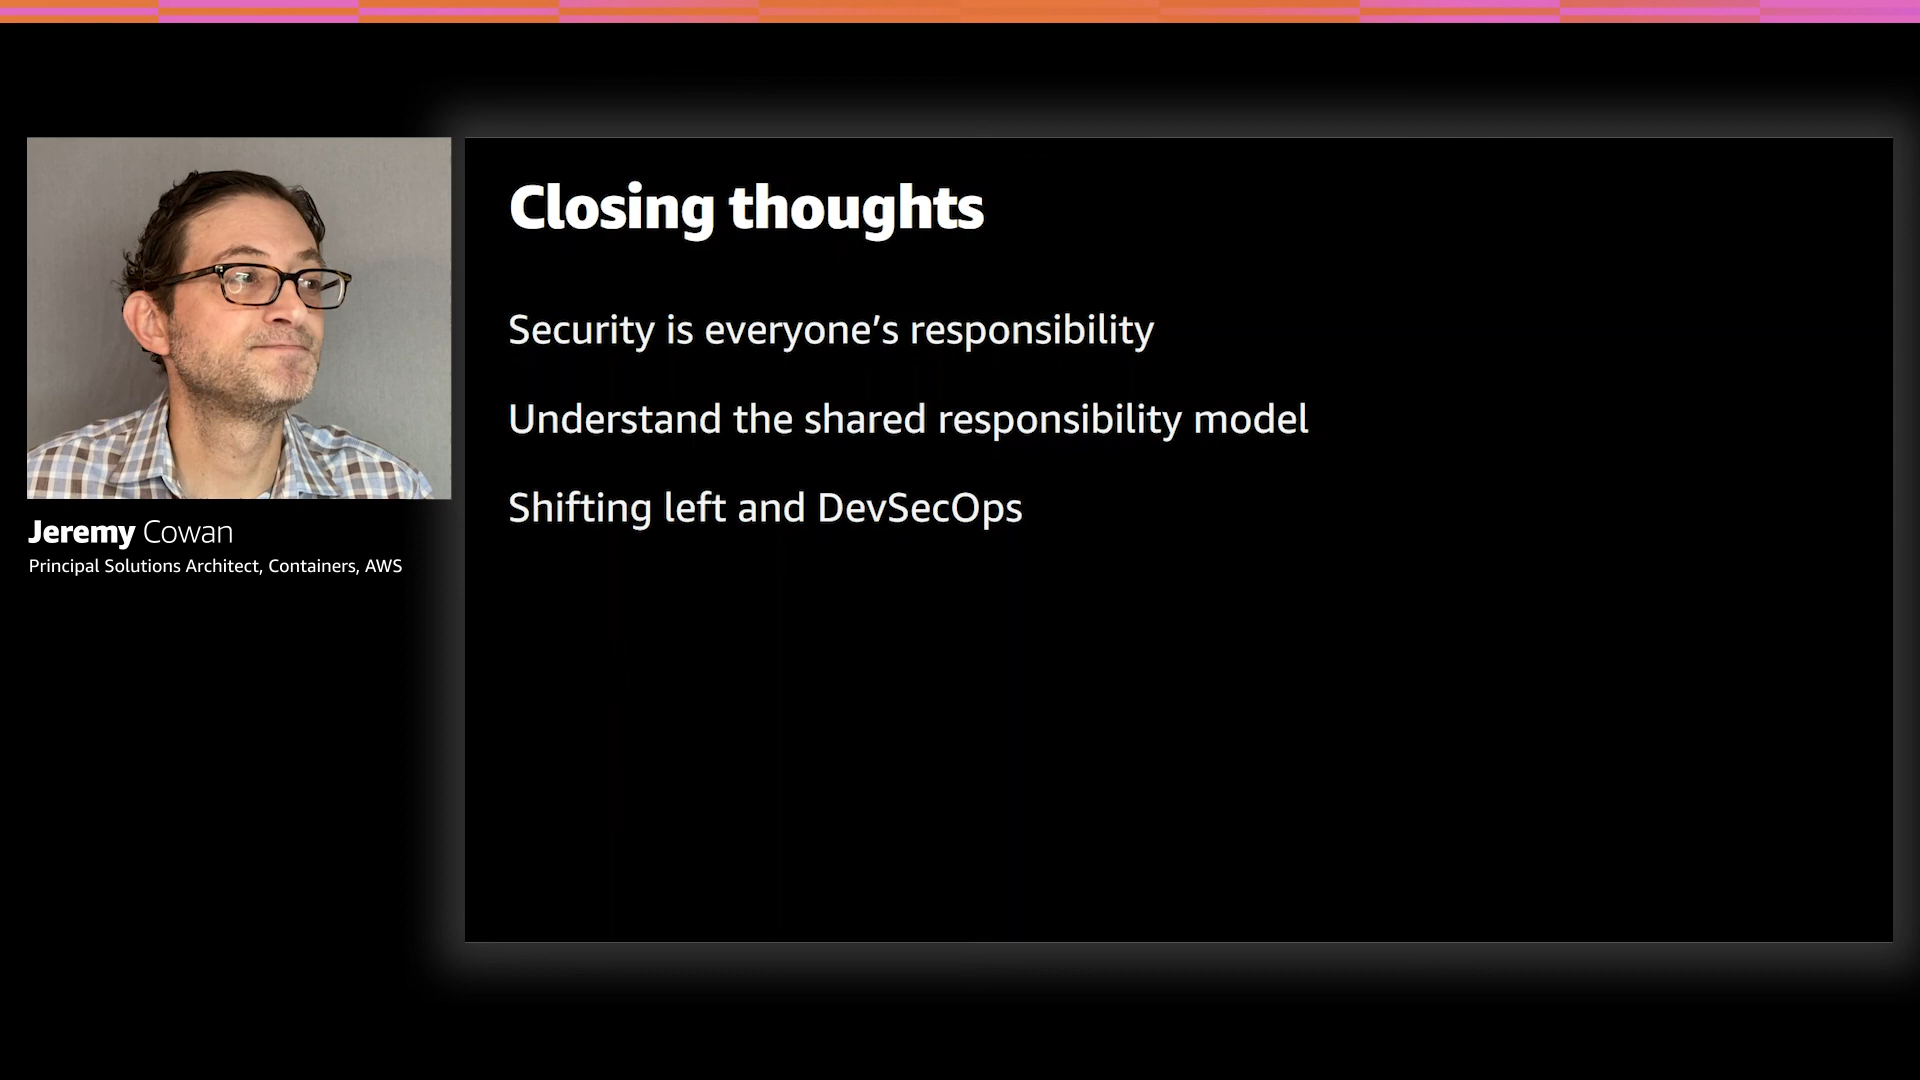 Closing thoughts
Security is everyone’s responsibility
Understand the shared responsibility model
Shifting left and DevSecOps
Jeremy Cowan
Principal Solutions Architect, Containers, AWS